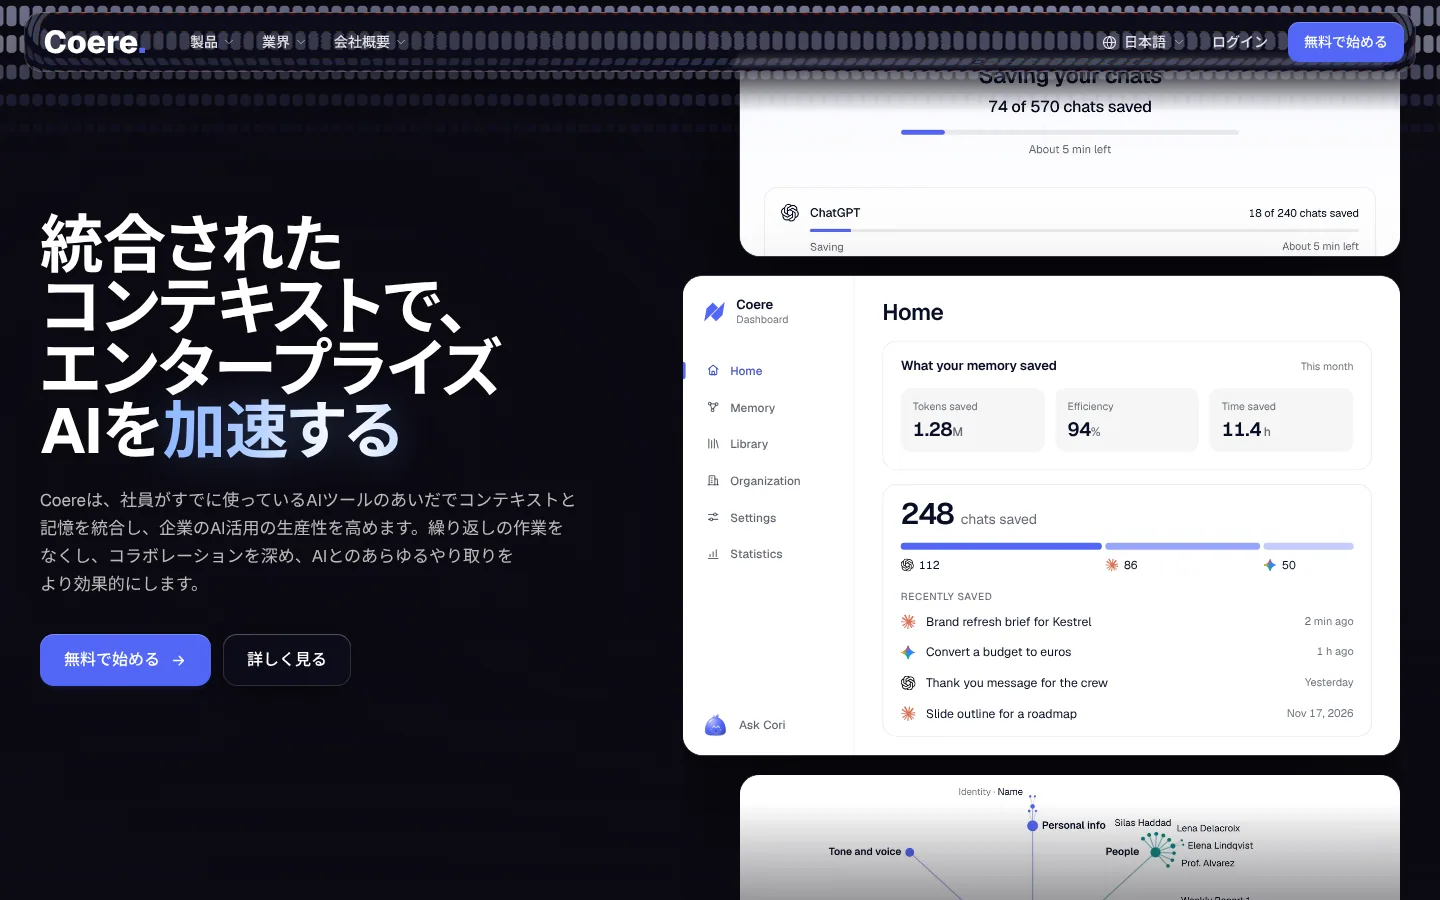 Coere.
製品
業界
会社概要
日本語
ログイン
無料で始める
統合された
コンテキストで、
エンタープライズ
AIを加速する
Coereは、社員がすでに使っているAIツールのあいだでコンテキストと
記憶を統合し、企業のAI活用の生産性を高めます。繰り返しの作業を
なくし、コラボレーションを深め、AIとのあらゆるやり取りを
より効果的にします。
無料で始める →
詳しく見る
Saving your chats
74 of 570 chats saved
About 5 min left
ChatGPT
18 of 240 chats saved
Saving
About 5 min left
Coere
Dashboard
Home
Memory
Library
Organization
Settings
Statistics
Ask Cori
Home
What your memory saved
This month
Tokens saved
1.28M
Efficiency
94%
Time saved
11.4 h
248 chats saved
112
86
50
RECENTLY SAVED
Brand refresh brief for Kestrel
2 min ago
Convert a budget to euros
1 h ago
Thank you message for the crew
Yesterday
Slide outline for a roadmap
Nov 17, 2026
Identity · Name
Personal info
Silas Haddad
Lena Delacroix
Tone and voice
People
Elena Lindqvist
Prof. Alvarez